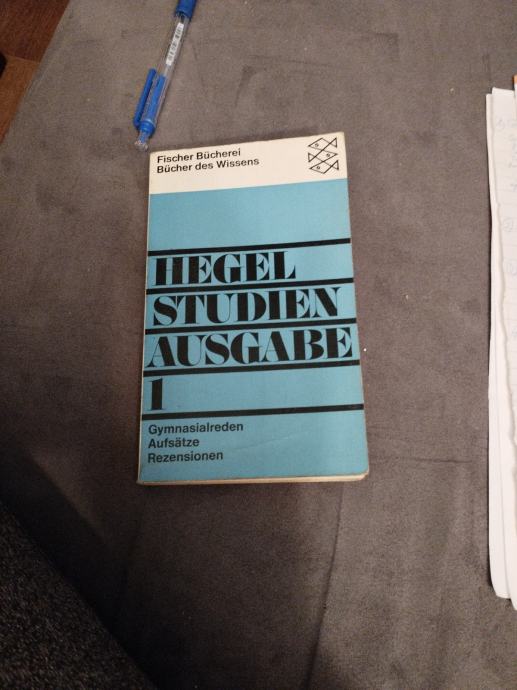 Fischer Bücherei
Bücher des Wissens
HEGEL
STUDIEN
AUSGABE
1
Gymnasialreden
Aufsätze
Rezensionen